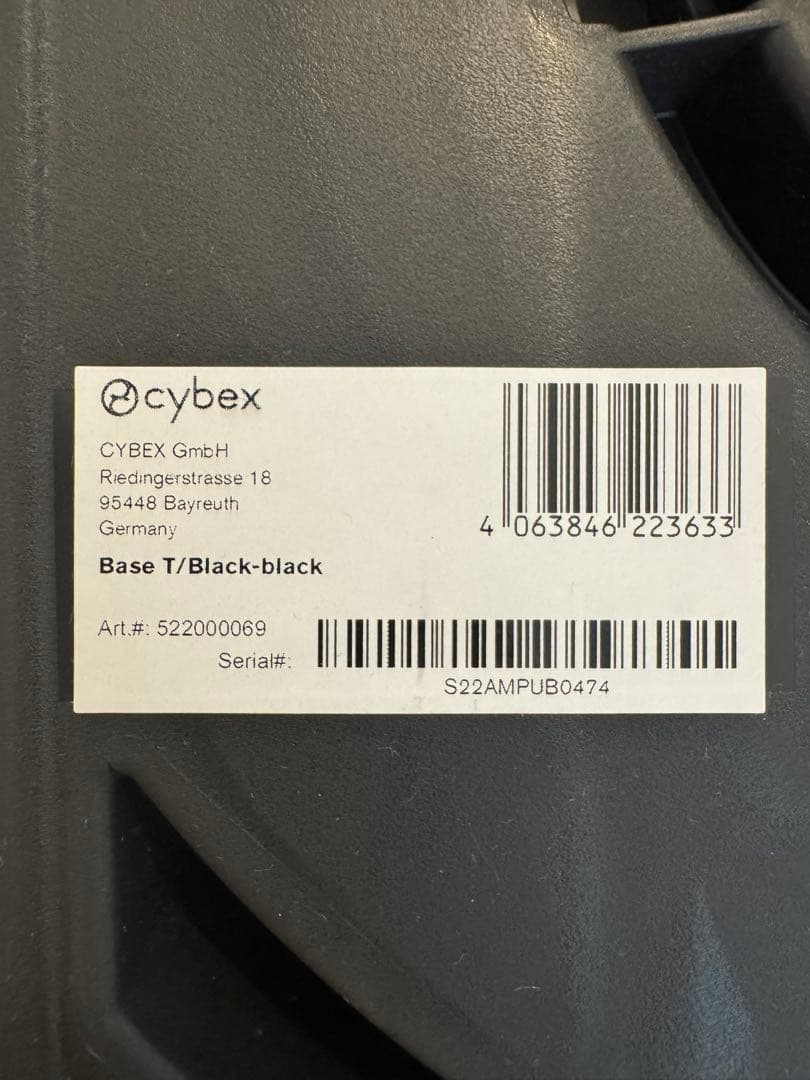 cybex
CYBEX GmbH
Riedingerstrasse 18
95448 Bayreuth
Germany
4 063846 223633
Base T/Black-black
Art.#: 522000069
Serial#:
S22AMPUB0474